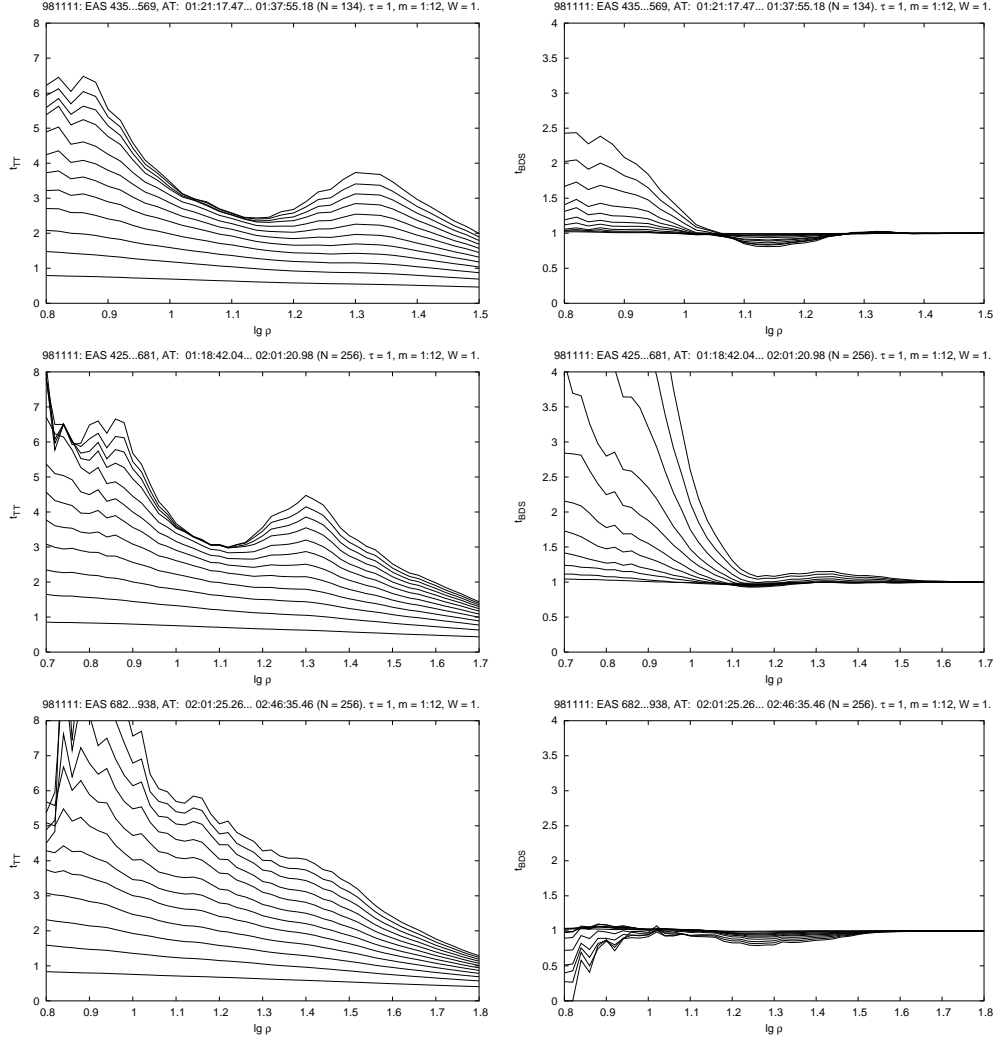 981111: EAS 435...569, AT: 01:21:17.47... 01:37:55.18 (N = 134). τ = 1, m = 1:12, W = 1.
8
7
6
5
4
3
2
1
0
t_TT
0.8 0.9 1 1.1 1.2 1.3 1.4 1.5
lg ρ
981111: EAS 435...569, AT: 01:21:17.47... 01:37:55.18 (N = 134). τ = 1, m = 1:12, W = 1.
4
3.5
3
2.5
2
1.5
1
0.5
0
t_BDS
0.8 0.9 1 1.1 1.2 1.3 1.4 1.5
lg ρ
981111: EAS 425...681, AT: 01:18:42.04... 02:01:20.98 (N = 256). τ = 1, m = 1:12, W = 1.
8
7
6
5
4
3
2
1
0
t_TT
0.7 0.8 0.9 1 1.1 1.2 1.3 1.4 1.5 1.6 1.7
lg ρ
981111: EAS 425...681, AT: 01:18:42.04... 02:01:20.98 (N = 256). τ = 1, m = 1:12, W = 1.
4
3.5
3
2.5
2
1.5
1
0.5
0
t_BDS
0.7 0.8 0.9 1 1.1 1.2 1.3 1.4 1.5 1.6 1.7
lg ρ
981111: EAS 682...938, AT: 02:01:25.26... 02:46:35.46 (N = 256). τ = 1, m = 1:12, W = 1.
8
7
6
5
4
3
2
1
0
t_TT
0.8 0.9 1 1.1 1.2 1.3 1.4 1.5 1.6 1.7 1.8
lg ρ
981111: EAS 682...938, AT: 02:01:25.26... 02:46:35.46 (N = 256). τ = 1, m = 1:12, W = 1.
4
3.5
3
2.5
2
1.5
1
0.5
0
t_BDS
0.8 0.9 1 1.1 1.2 1.3 1.4 1.5 1.6 1.7 1.8
lg ρ